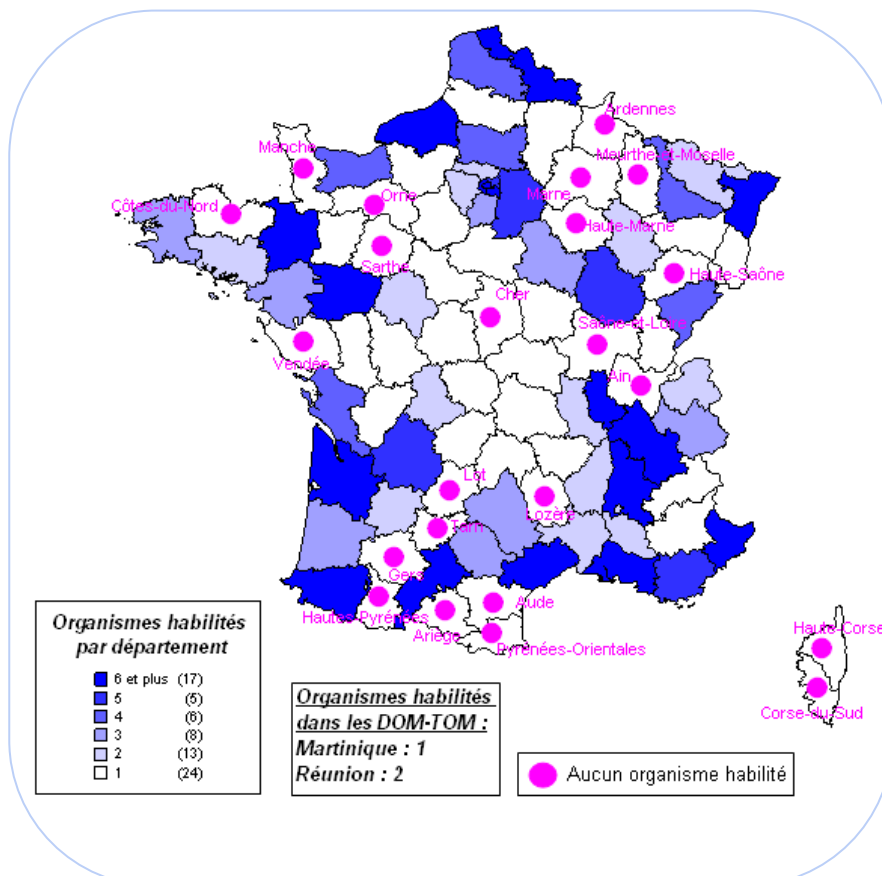 Ardennes
Manche
Meurthe-et-Moselle
Marne
Orne
Côtes-du-Nord
Haute-Marne
Sarthe
Haute-Saône
Cher
Saône-et-Loire
Vendée
Ain
Lot
Lozère
Tarn
Gers
Hautes-Pyrénées
Aude
Ariège
Pyrénées-Orientales
Haute-Corse
Corse-du-Sud
Organismes habilités
par département
6 et plus (17)
5 (5)
4 (6)
3 (8)
2 (13)
1 (24)
Organismes habilités
dans les DOM-TOM :
Martinique : 1
Réunion : 2
Aucun organisme habilité